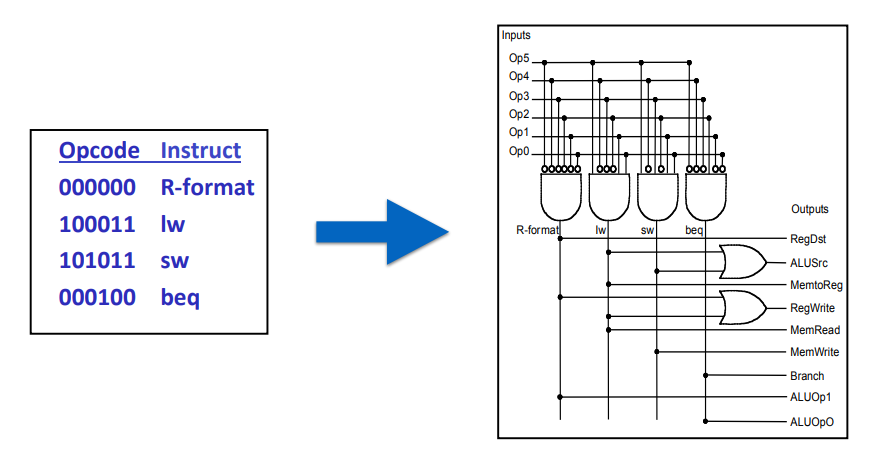 Opcode Instruct
000000 R-format
100011 lw
101011 sw
000100 beq
Inputs
Op5
Op4
Op3
Op2
Op1
Op0
R-format lw sw beq
Outputs
RegDst
ALUSrc
MemtoReg
RegWrite
MemRead
MemWrite
Branch
ALUOp1
ALUOpO